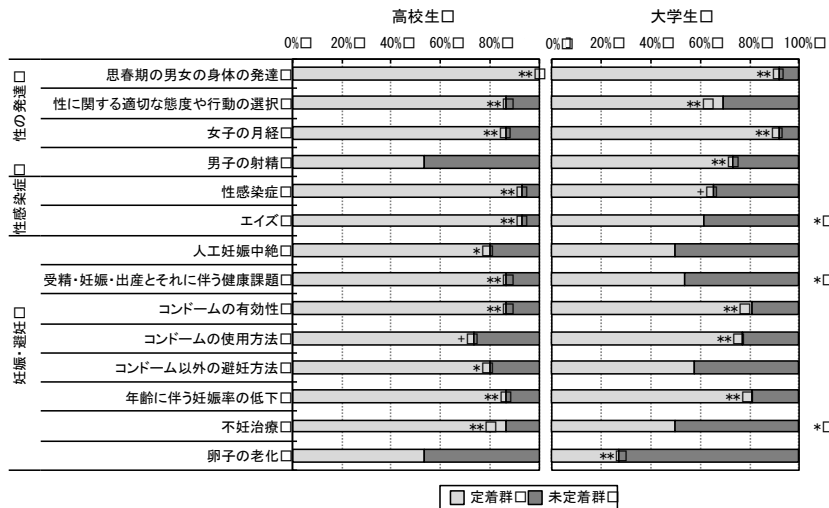 高校生□ 大学生□
0%□ 20%□ 40%□ 60%□ 80%□ 0%□ 20%□ 40%□ 60%□ 80%□ 100%□
性の発達□
思春期の男女の身体の発達□ **□ **□
性に関する適切な態度や行動の選択□ **□ **□
女子の月経□ **□ **□
男子の射精□ **□
性感染症□
性感染症□ **□ +□
エイズ□ **□ *□
妊娠・避妊□
人工妊娠中絶□ *□
受精・妊娠・出産とそれに伴う健康課題□ **□ *□
コンドームの有効性□ **□ **□
コンドームの使用方法□ +□ **□
コンドーム以外の避妊方法□ *□
年齢に伴う妊娠率の低下□ **□ **□
不妊治療□ **□ *□
卵子の老化□ **□
定着群□ 未定着群□